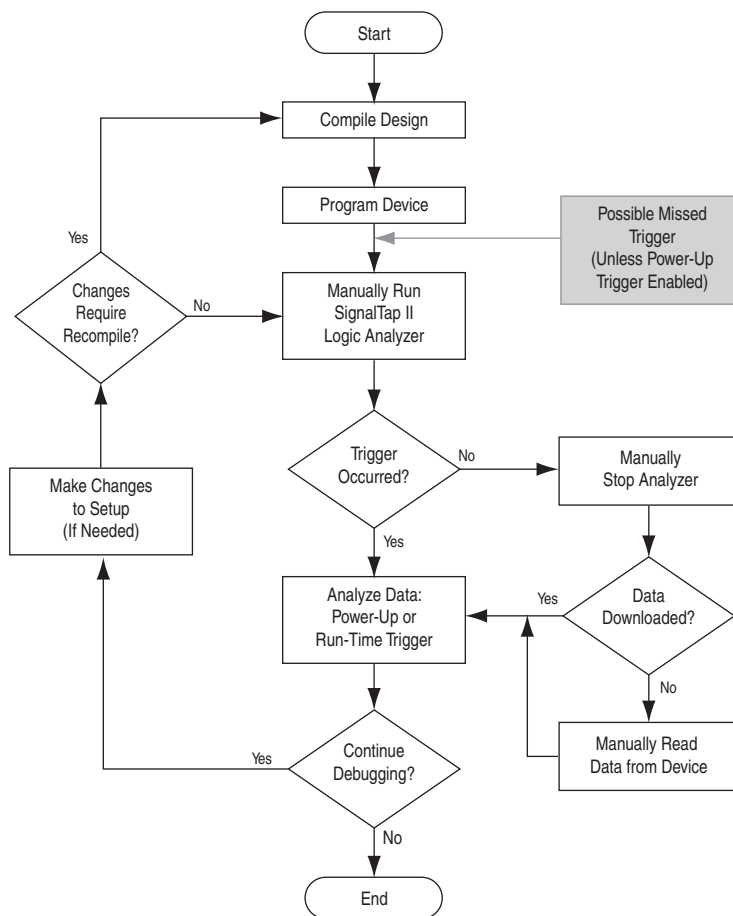 Start
Compile Design
Program Device
Possible Missed
Trigger
(Unless Power-Up
Trigger Enabled)
Yes
Changes
Require
Recompile?
No
Manually Run
SignalTap II
Logic Analyzer
Trigger
Occurred?
No
Manually
Stop Analyzer
Make Changes
to Setup
(If Needed)
Yes
Analyze Data:
Power-Up or
Run-Time Trigger
Yes
Data
Downloaded?
No
Manually Read
Data from Device
Yes
Continue
Debugging?
No
End